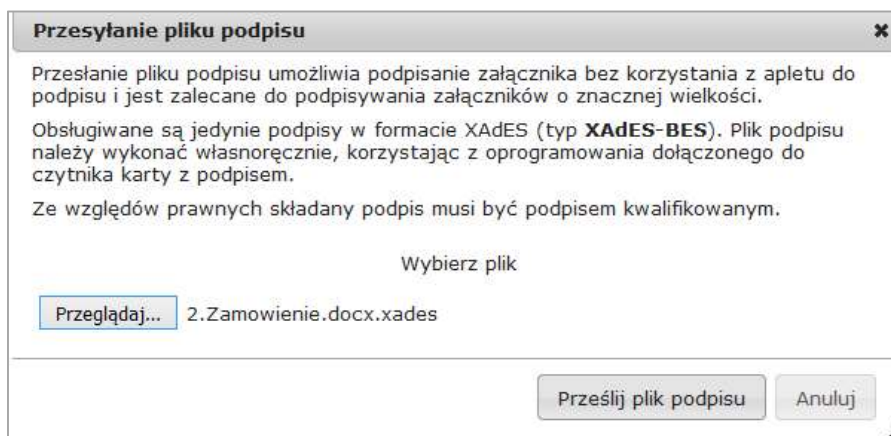 Przesyłanie pliku podpisu
Przesłanie pliku podpisu umożliwia podpisanie załącznika bez korzystania z apletu do
podpisu i jest zalecane do podpisywania załączników o znacznej wielkości.
Obsługiwane są jedynie podpisy w formacie XAdES (typ XAdES-BES). Plik podpisu
należy wykonać własnoręcznie, korzystając z oprogramowania dołączonego do
czytnika karty z podpisem.
Ze względów prawnych składany podpis musi być podpisem kwalifikowanym.
Wybierz plik
Przeglądaj... 2.Zamowienie.docx.xades
Prześlij plik podpisu Anuluj